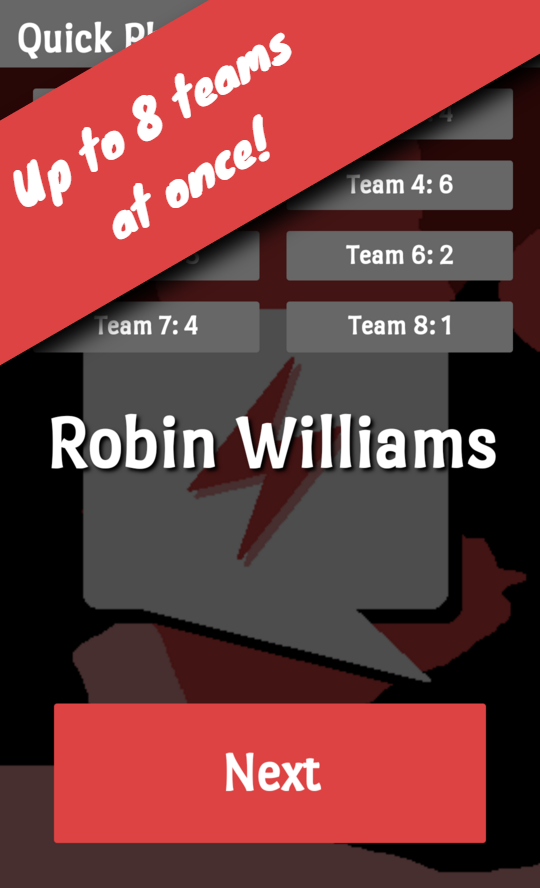 Quick
Up to 8 teams
at once!
Team 4: 6
Team 6: 2
Team 7: 4
Team 8: 1
Robin Williams
Next